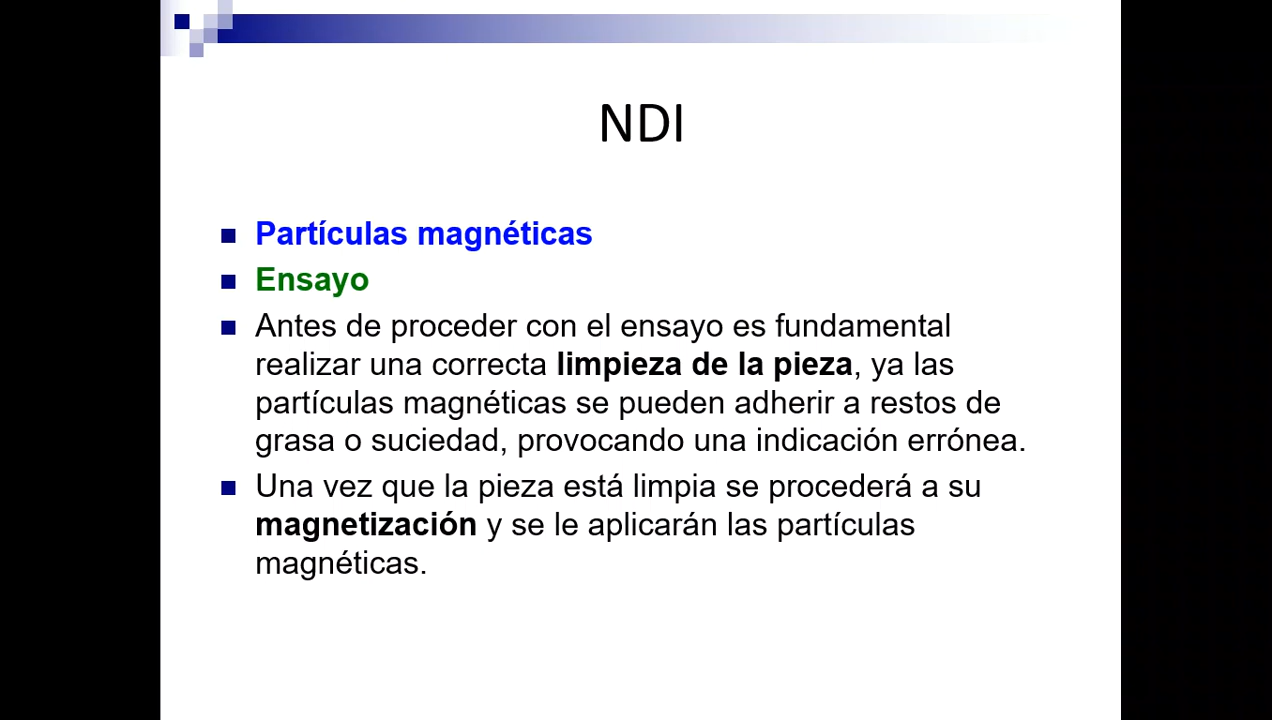 NDI
Partículas magnéticas
Ensayo
Antes de proceder con el ensayo es fundamental
realizar una correcta limpieza de la pieza, ya las
partículas magnéticas se pueden adherir a restos de
grasa o suciedad, provocando una indicación errónea.
Una vez que la pieza está limpia se procederá a su
magnetización y se le aplicarán las partículas
magnéticas.